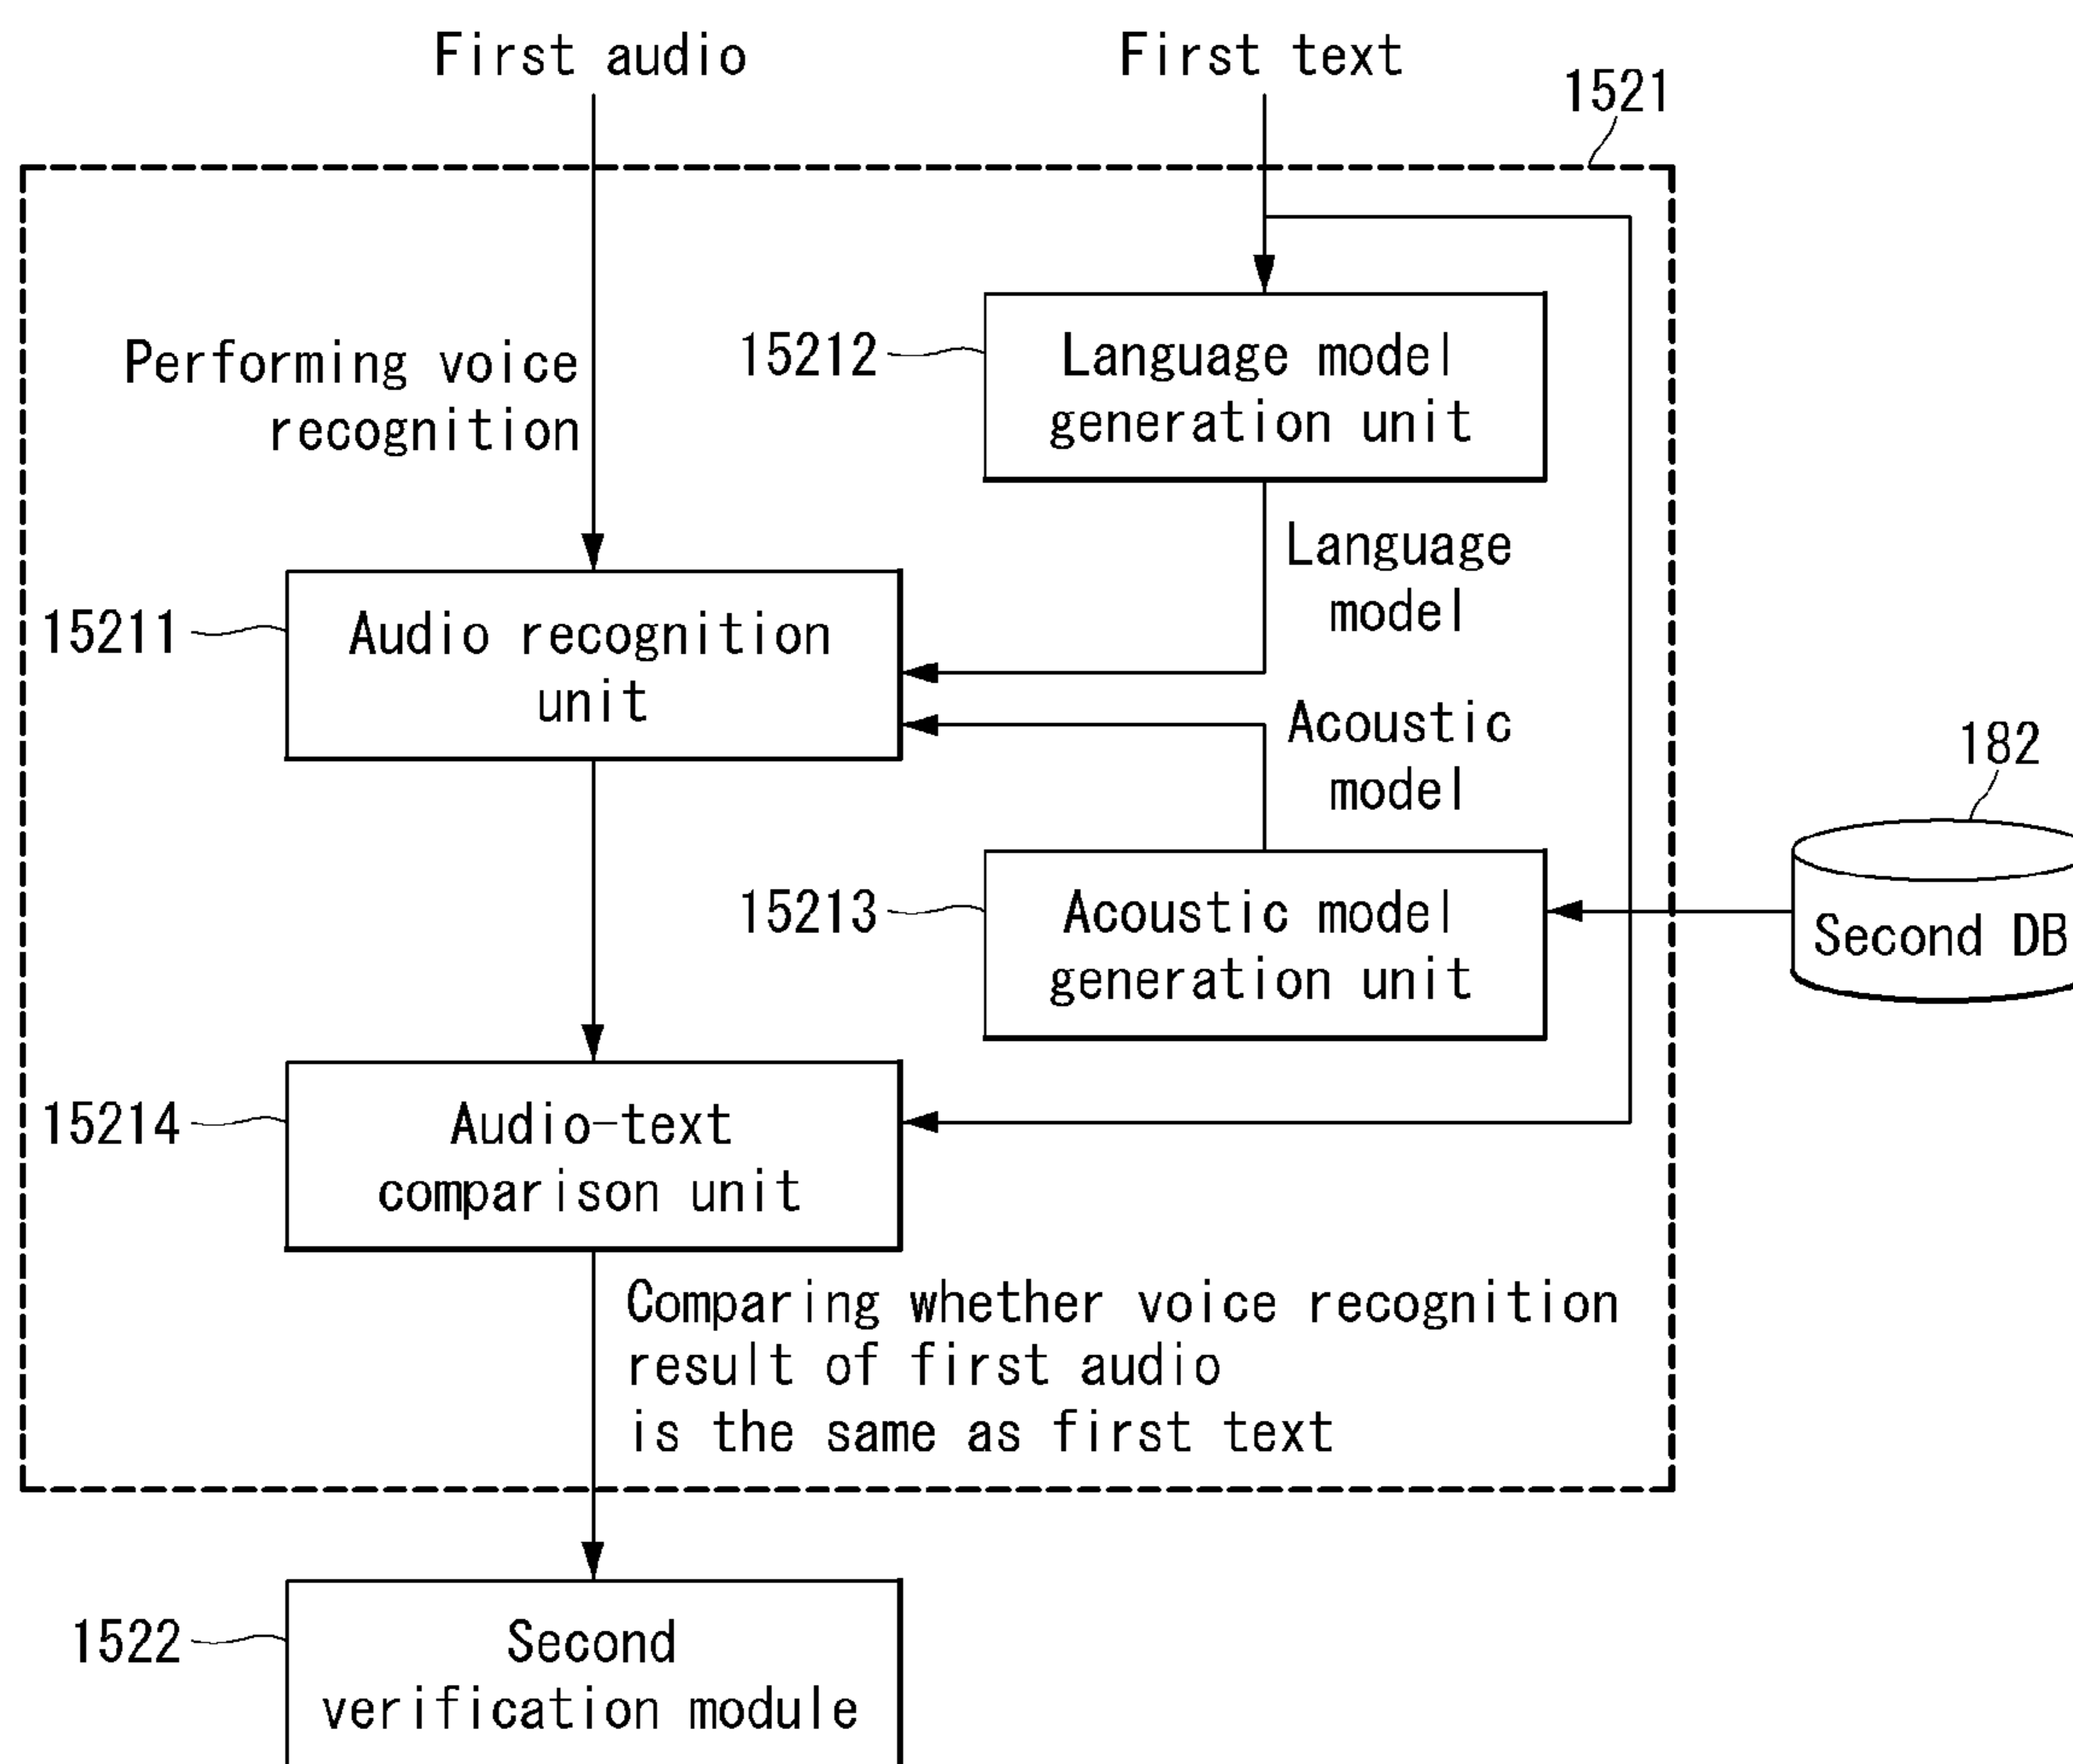 First audio
First text
1521
Performing voice
recognition
15212
Language model
generation unit
Language
model
15211
Audio recognition
unit
Acoustic
model
182
15213
Acoustic model
generation unit
Second DB
15214
Audio-text
comparison unit
Comparing whether voice recognition
result of first audio
is the same as first text
1522
Second
verification module